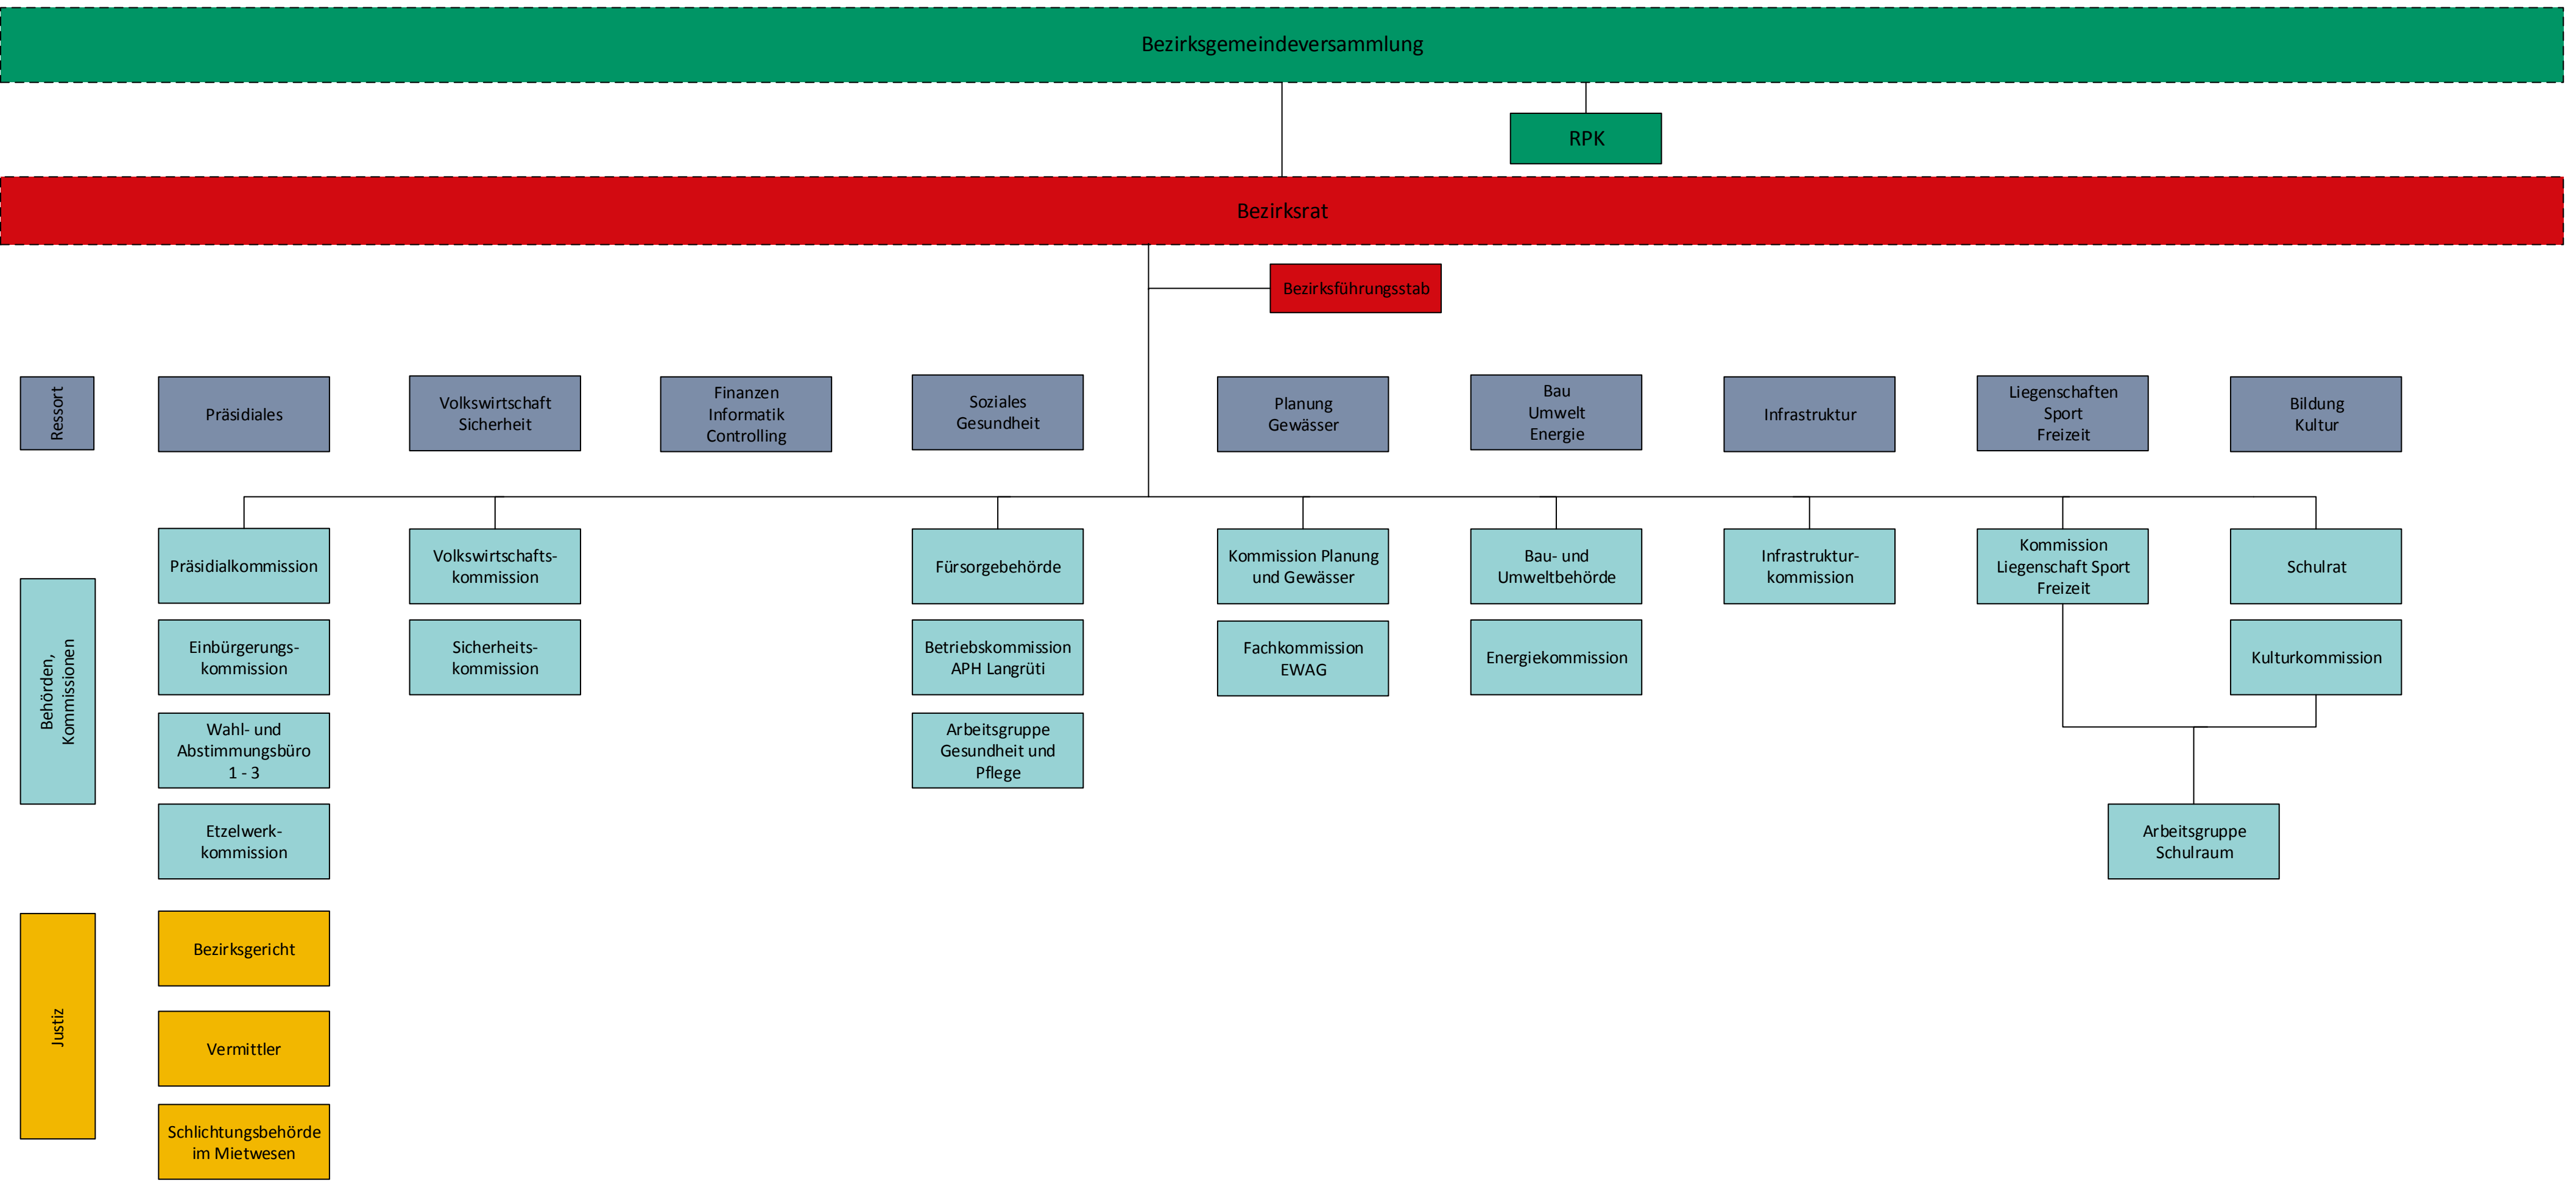 Bezirksgemeindeversammlung
RPK
Bezirksrat
Bezirksführungsstab
Ressort
Präsidiales
Volkswirtschaft
Sicherheit
Finanzen
Informatik
Controlling
Soziales
Gesundheit
Planung
Gewässer
Bau
Umwelt
Energie
Infrastruktur
Liegenschaften
Sport
Freizeit
Bildung
Kultur
Behörden,
Kommissionen
Präsidialkommission
Volkswirtschafts-
kommission
Fürsorgebehörde
Kommission Planung
und Gewässer
Bau- und
Umweltbehörde
Infrastruktur-
kommission
Kommission
Liegenschaft Sport
Freizeit
Schulrat
Einbürgerungs-
kommission
Sicherheits-
kommission
Betriebskommission
APH Langrüti
Fachkommission
EWAG
Energiekommission
Kulturkommission
Wahl- und
Abstimmungsbüro
1 - 3
Arbeitsgruppe
Gesundheit und
Pflege
Etzelwerk-
kommission
Arbeitsgruppe
Schulraum
Justiz
Bezirksgericht
Vermittler
Schlichtungsbehörde
im Mietwesen